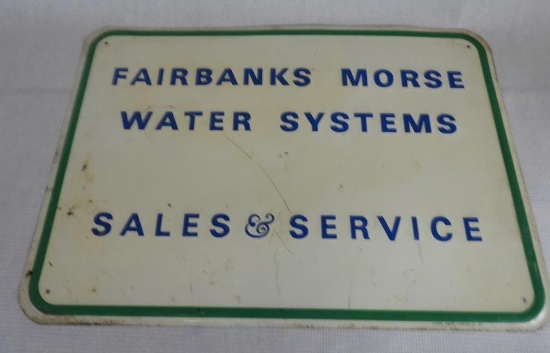 FAIRBANKS MORSE
WATER SYSTEMS
SALES & SERVICE